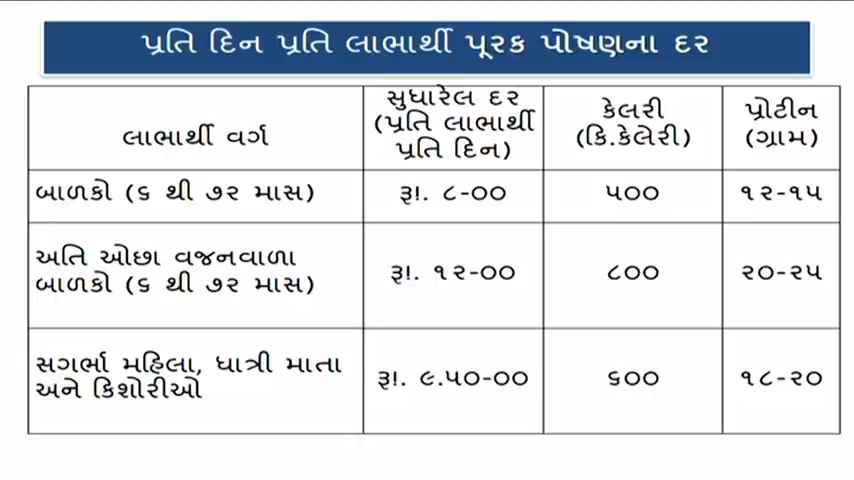 પ્રતિ દિન પ્રતિ લાભાર્થી પૂરક પોષણના દર
લાભાર્થી વર્ગ
સુધારેલ દર
(પ્રતિ લાભાર્થી
પ્રતિ દિન)
કેલરી
(કિ.કેલેરી)
પ્રોટીન
(ગ્રામ)
બાળકો (૬ થી ૭૨ માસ)
રૂ!. ૮-૦૦
૫૦૦
૧૨-૧૫
અતિ ઓછા વજનવાળા
બાળકો (૬ થી ૭૨ માસ)
રૂ!. ૧૨-૦૦
૮૦૦
૨૦-૨૫
સગર્ભા મહિલા, ધાત્રી માતા
અને કિશોરીઓ
રૂ!. ૯.૫૦-૦૦
૬૦૦
૧૮-૨૦